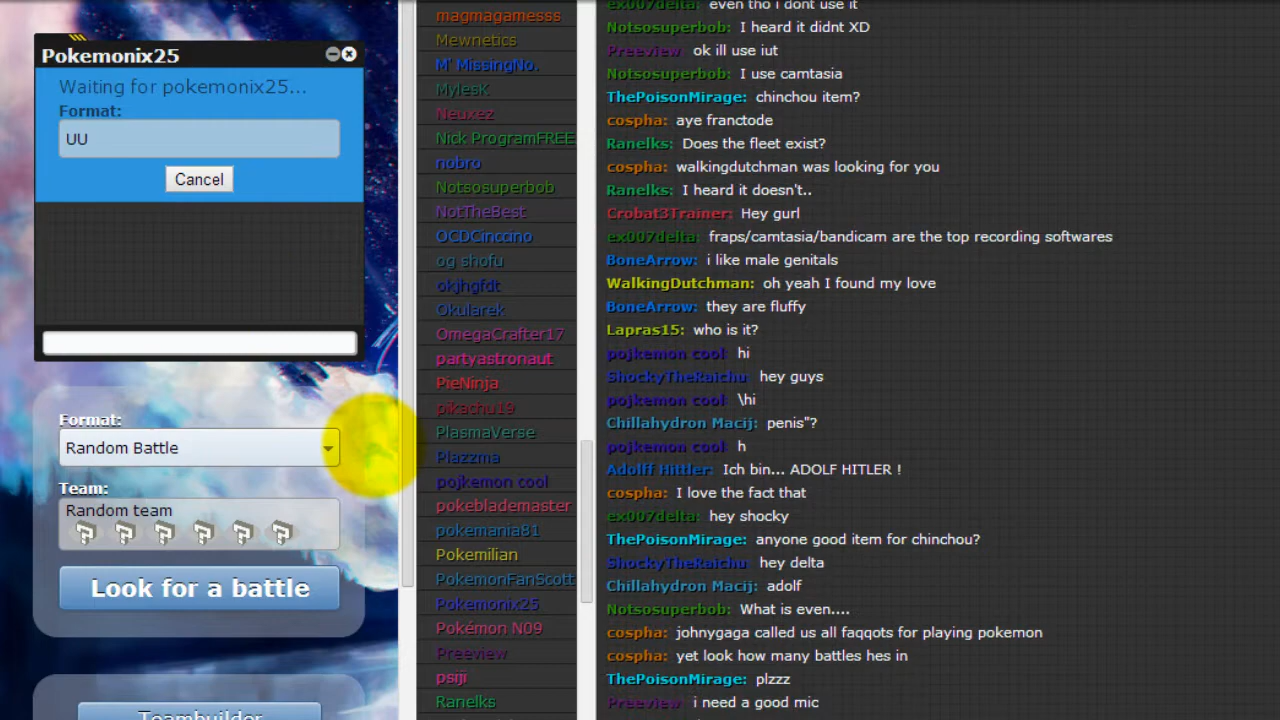 Pokemonix25
Waiting for pokemonix25...
Format:
UU
Cancel
Format:
Random Battle
Team:
Random team
Look for a battle
Teambuilder
magmagamesss
Mewnetics
M' MissingNo.
MylesK
Neuxez
Nick ProgramFREE
nobro
Notsosuperbob
NotTheBest
OCDCinccino
og shofu
okjhgfdt
Okularek
OmegaCrafter17
partyastronaut
PieNinja
pikachu19
PlasmaVerse
Plazzma
pojkemon cool
pokeblademaster
pokemania81
Pokemilian
PokemonFanScott
Pokemonix25
Pokémon N09
Preeview
psiji
Ranelks
ex007delta: even tho i dont use it
Notsosuperbob: I heard it didnt XD
Preeview: ok ill use iut
Notsosuperbob: I use camtasia
ThePoisonMirage: chinchou item?
cospha: aye franctode
Ranelks: Does the fleet exist?
cospha: walkingdutchman was looking for you
Ranelks: I heard it doesn't..
Crobat3Trainer: Hey gurl
ex007delta: fraps/camtasia/bandicam are the top recording softwares
BoneArrow: i like male genitals
WalkingDutchman: oh yeah I found my love
BoneArrow: they are fluffy
Lapras15: who is it?
pojkemon cool: hi
ShockyTheRaichu: hey guys
pojkemon cool: \hi
Chillahydron Macij: penis"?
pojkemon cool: h
Adolff Hittler: Ich bin... ADOLF HITLER !
cospha: I love the fact that
ex007delta: hey shocky
ThePoisonMirage: anyone good item for chinchou?
ShockyTheRaichu: hey delta
Chillahydron Macij: adolf
Notsosuperbob: What is even....
cospha: johnygaga called us all faqqots for playing pokemon
cospha: yet look how many battles hes in
ThePoisonMirage: plzzz
Preeview: i need a good mic